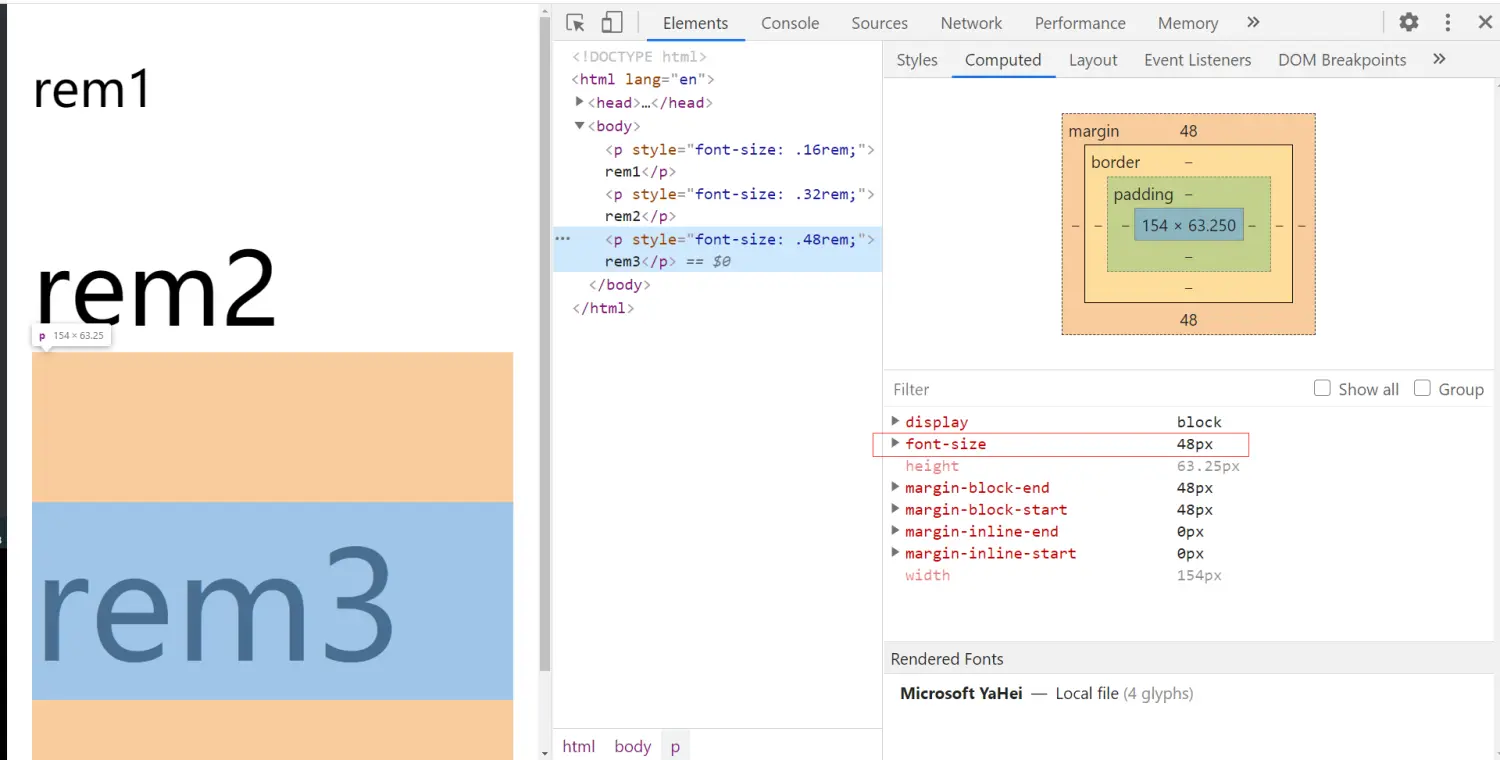 rem1
rem2
p 154 × 63.25
rem3
Elements Console Sources Network Performance Memory »
<!DOCTYPE html>
<html lang="en">
<head>…</head>
<body>
<p style="font-size: .16rem;">
rem1</p>
<p style="font-size: .32rem;">
rem2</p>
<p style="font-size: .48rem;">
rem3</p> == $0
</body>
</html>
html body p
Styles Computed Layout Event Listeners DOM Breakpoints »
margin 48
border –
padding –
– – – 154 × 63.250 – – –
–
–
48
Filter Show all Group
display block
font-size 48px
height 63.25px
margin-block-end 48px
margin-block-start 48px
margin-inline-end 0px
margin-inline-start 0px
width 154px
Rendered Fonts
Microsoft YaHei — Local file (4 glyphs)